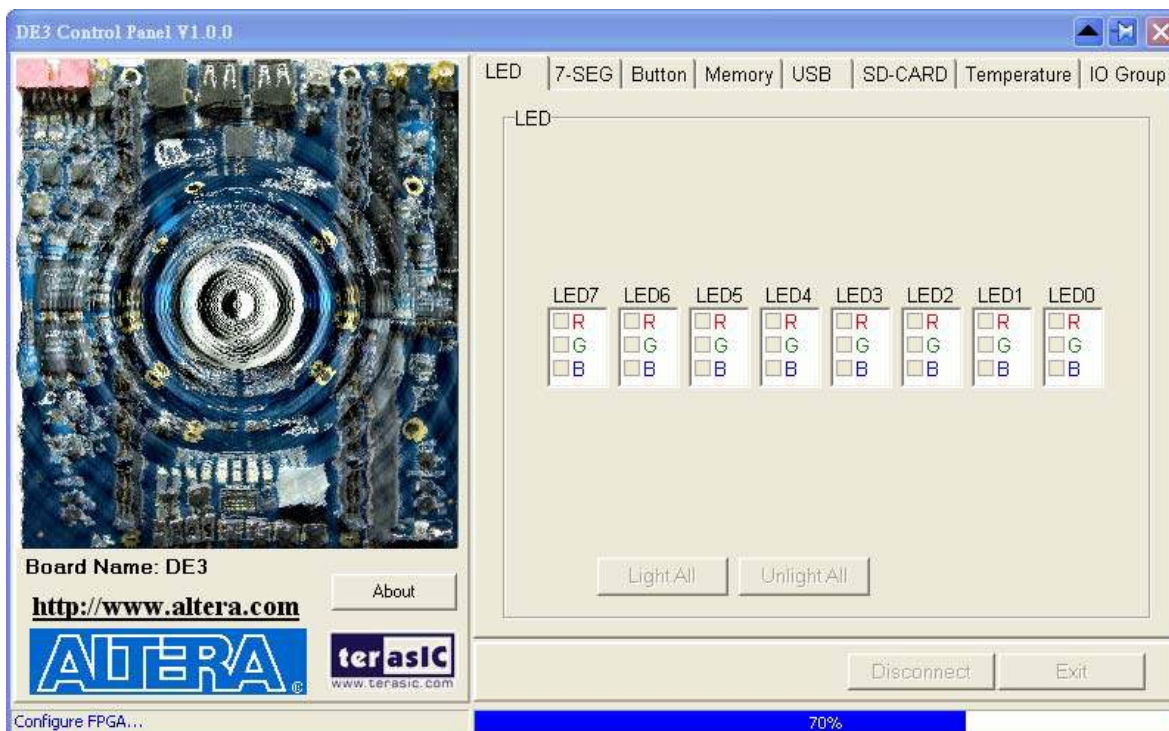 DE3 Control Panel V1.0.0
LED 7-SEG Button Memory USB SD-CARD Temperature IO Group
LED
LED7 LED6 LED5 LED4 LED3 LED2 LED1 LED0
R R R R R R R R
G G G G G G G G
B B B B B B B B
Light All Unlight All
Board Name: DE3
About
http://www.altera.com
ALTERA®
terasIC
www.terasic.com
Disconnect Exit
Configure FPGA...
70%